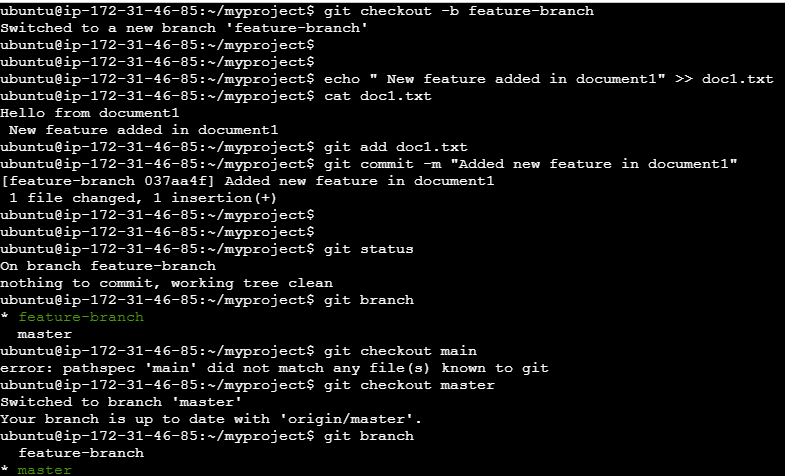 ubuntu@ip-172-31-46-85:~/myproject$ git checkout -b feature-branch
Switched to a new branch 'feature-branch'
ubuntu@ip-172-31-46-85:~/myproject$
ubuntu@ip-172-31-46-85:~/myproject$
ubuntu@ip-172-31-46-85:~/myproject$ echo " New feature added in document1" >> doc1.txt
ubuntu@ip-172-31-46-85:~/myproject$ cat doc1.txt
Hello from document1
 New feature added in document1
ubuntu@ip-172-31-46-85:~/myproject$ git add doc1.txt
ubuntu@ip-172-31-46-85:~/myproject$ git commit -m "Added new feature in document1"
[feature-branch 037aa4f] Added new feature in document1
 1 file changed, 1 insertion(+)
ubuntu@ip-172-31-46-85:~/myproject$
ubuntu@ip-172-31-46-85:~/myproject$
ubuntu@ip-172-31-46-85:~/myproject$ git status
On branch feature-branch
nothing to commit, working tree clean
ubuntu@ip-172-31-46-85:~/myproject$ git branch
* feature-branch
  master
ubuntu@ip-172-31-46-85:~/myproject$ git checkout main
error: pathspec 'main' did not match any file(s) known to git
ubuntu@ip-172-31-46-85:~/myproject$ git checkout master
Switched to branch 'master'
Your branch is up to date with 'origin/master'.
ubuntu@ip-172-31-46-85:~/myproject$ git branch
  feature-branch
* master